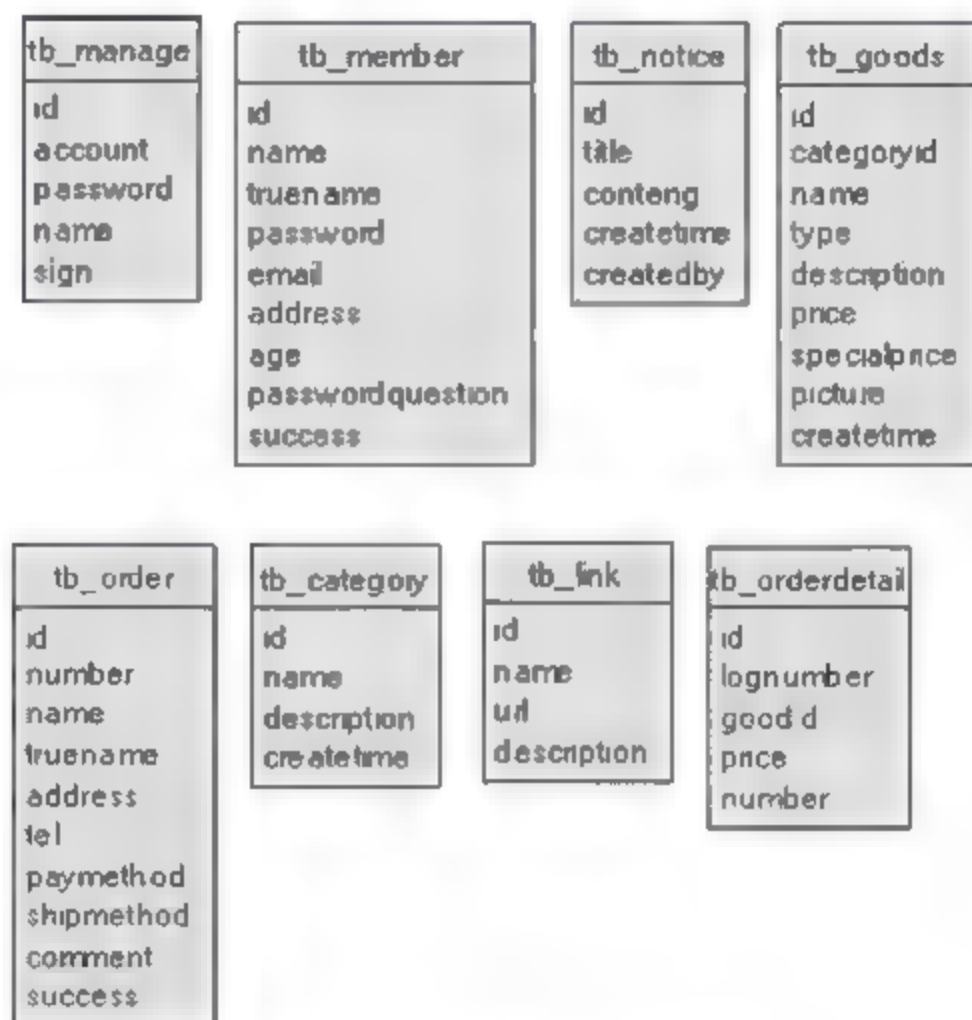 tb_manage
id
account
password
name
sign
tb_member
id
name
truename
password
email
address
age
passwordquestion
success
tb_notice
id
title
conteng
createtime
createdby
tb_goods
id
categoryid
name
type
description
price
specialprice
picture
createtime
tb_order
id
number
name
truename
address
tel
paymethod
shipmethod
comment
success
tb_category
id
name
description
createtime
tb_link
id
name
url
description
tb_orderdetail
id
lognumber
goodid
price
number